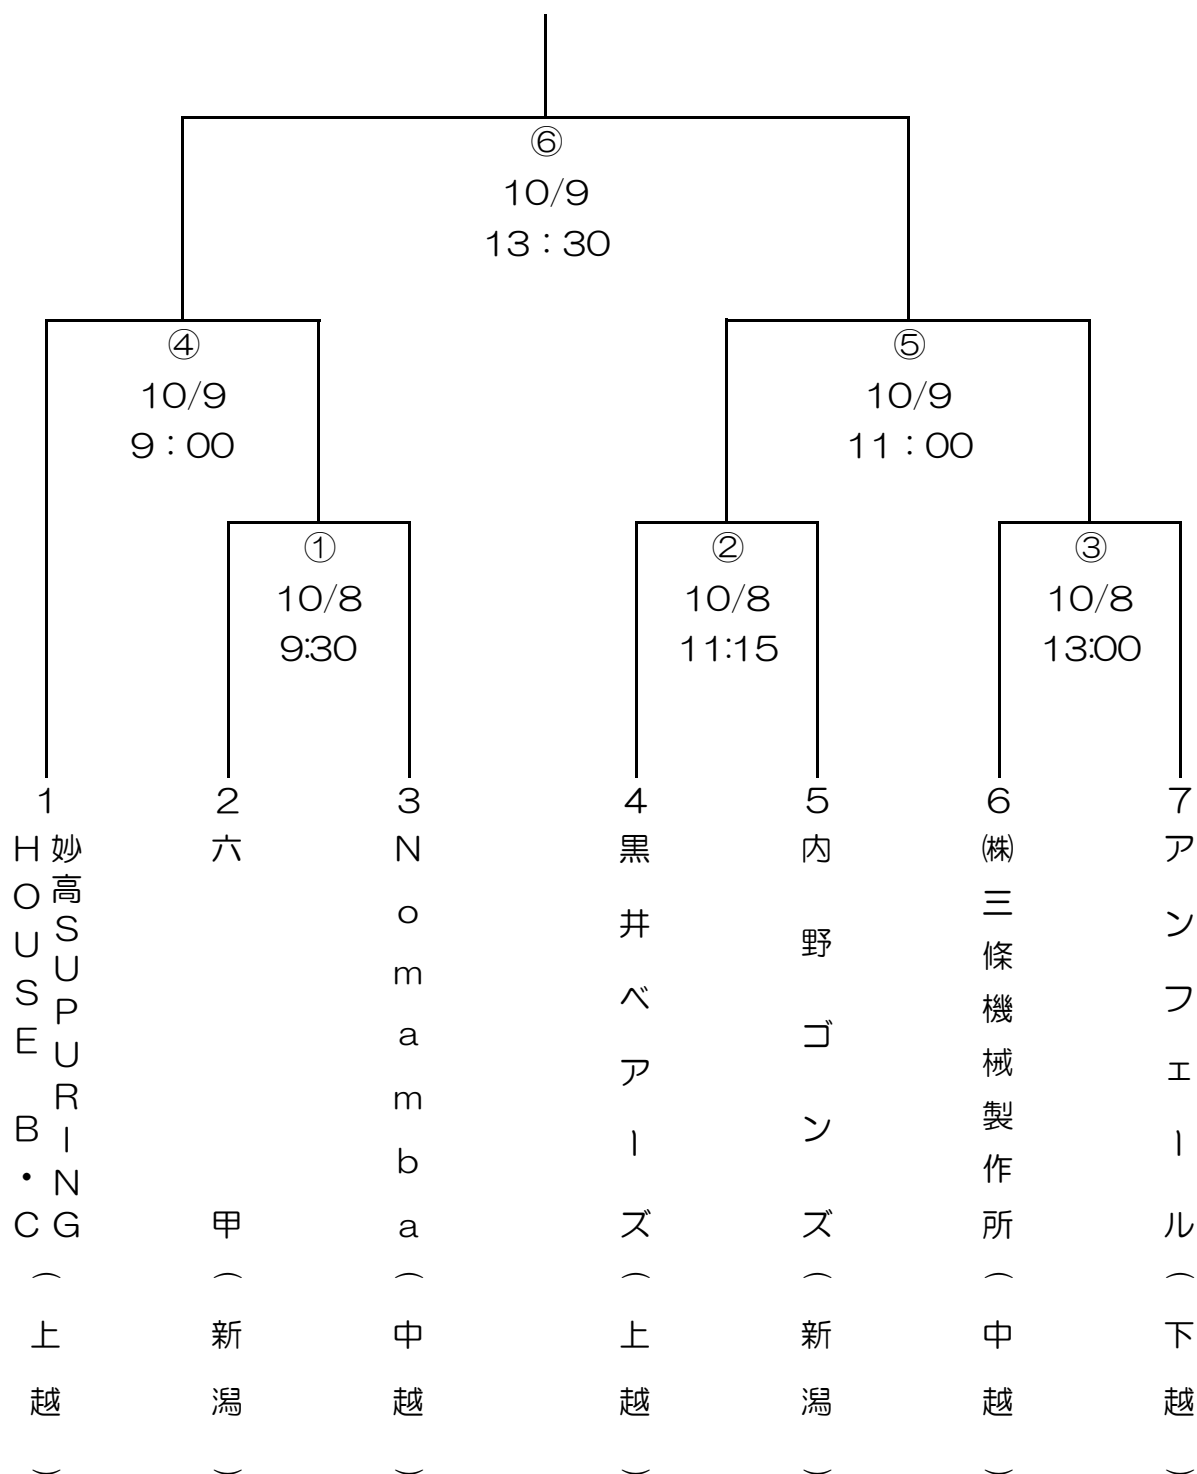 ⑥
10/9
13：30
④
10/9
9：00
⑤
10/9
11：00
①
10/8
9:30
②
10/8
11:15
③
10/8
13:00
1
2
3
4
5
6
7
妙高SUPURING
HOUSE B・C
（上越）
六甲（新潟）
Nomamba（中越）
黒井ベアーズ（上越）
内野ゴンズ（新潟）
㈱三條機械製作所（中越）
アンフェール（下越）